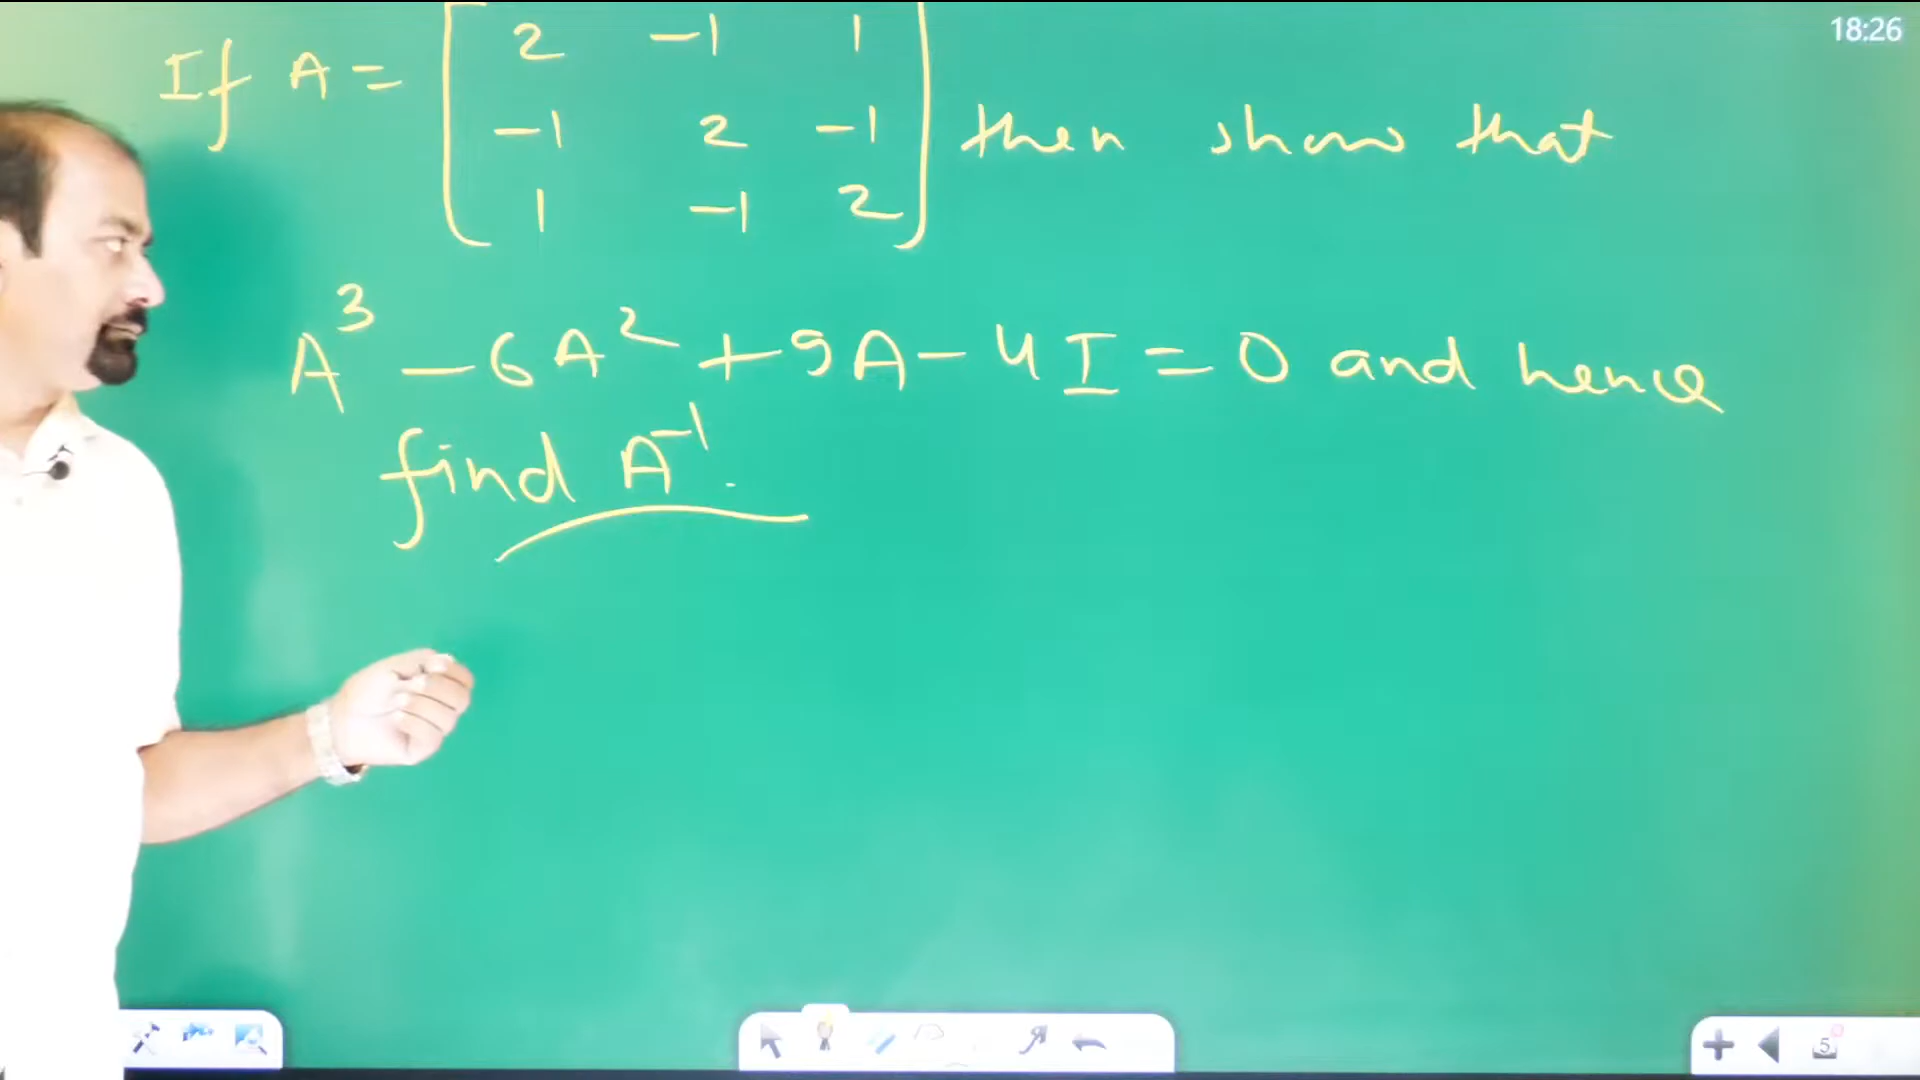 18:26
If A = [ 2 -1 1
-1 2 -1
1 -1 2 ] then show that
A³ - 6A² + 9A - 4I = 0 and hence
find A⁻¹.
5